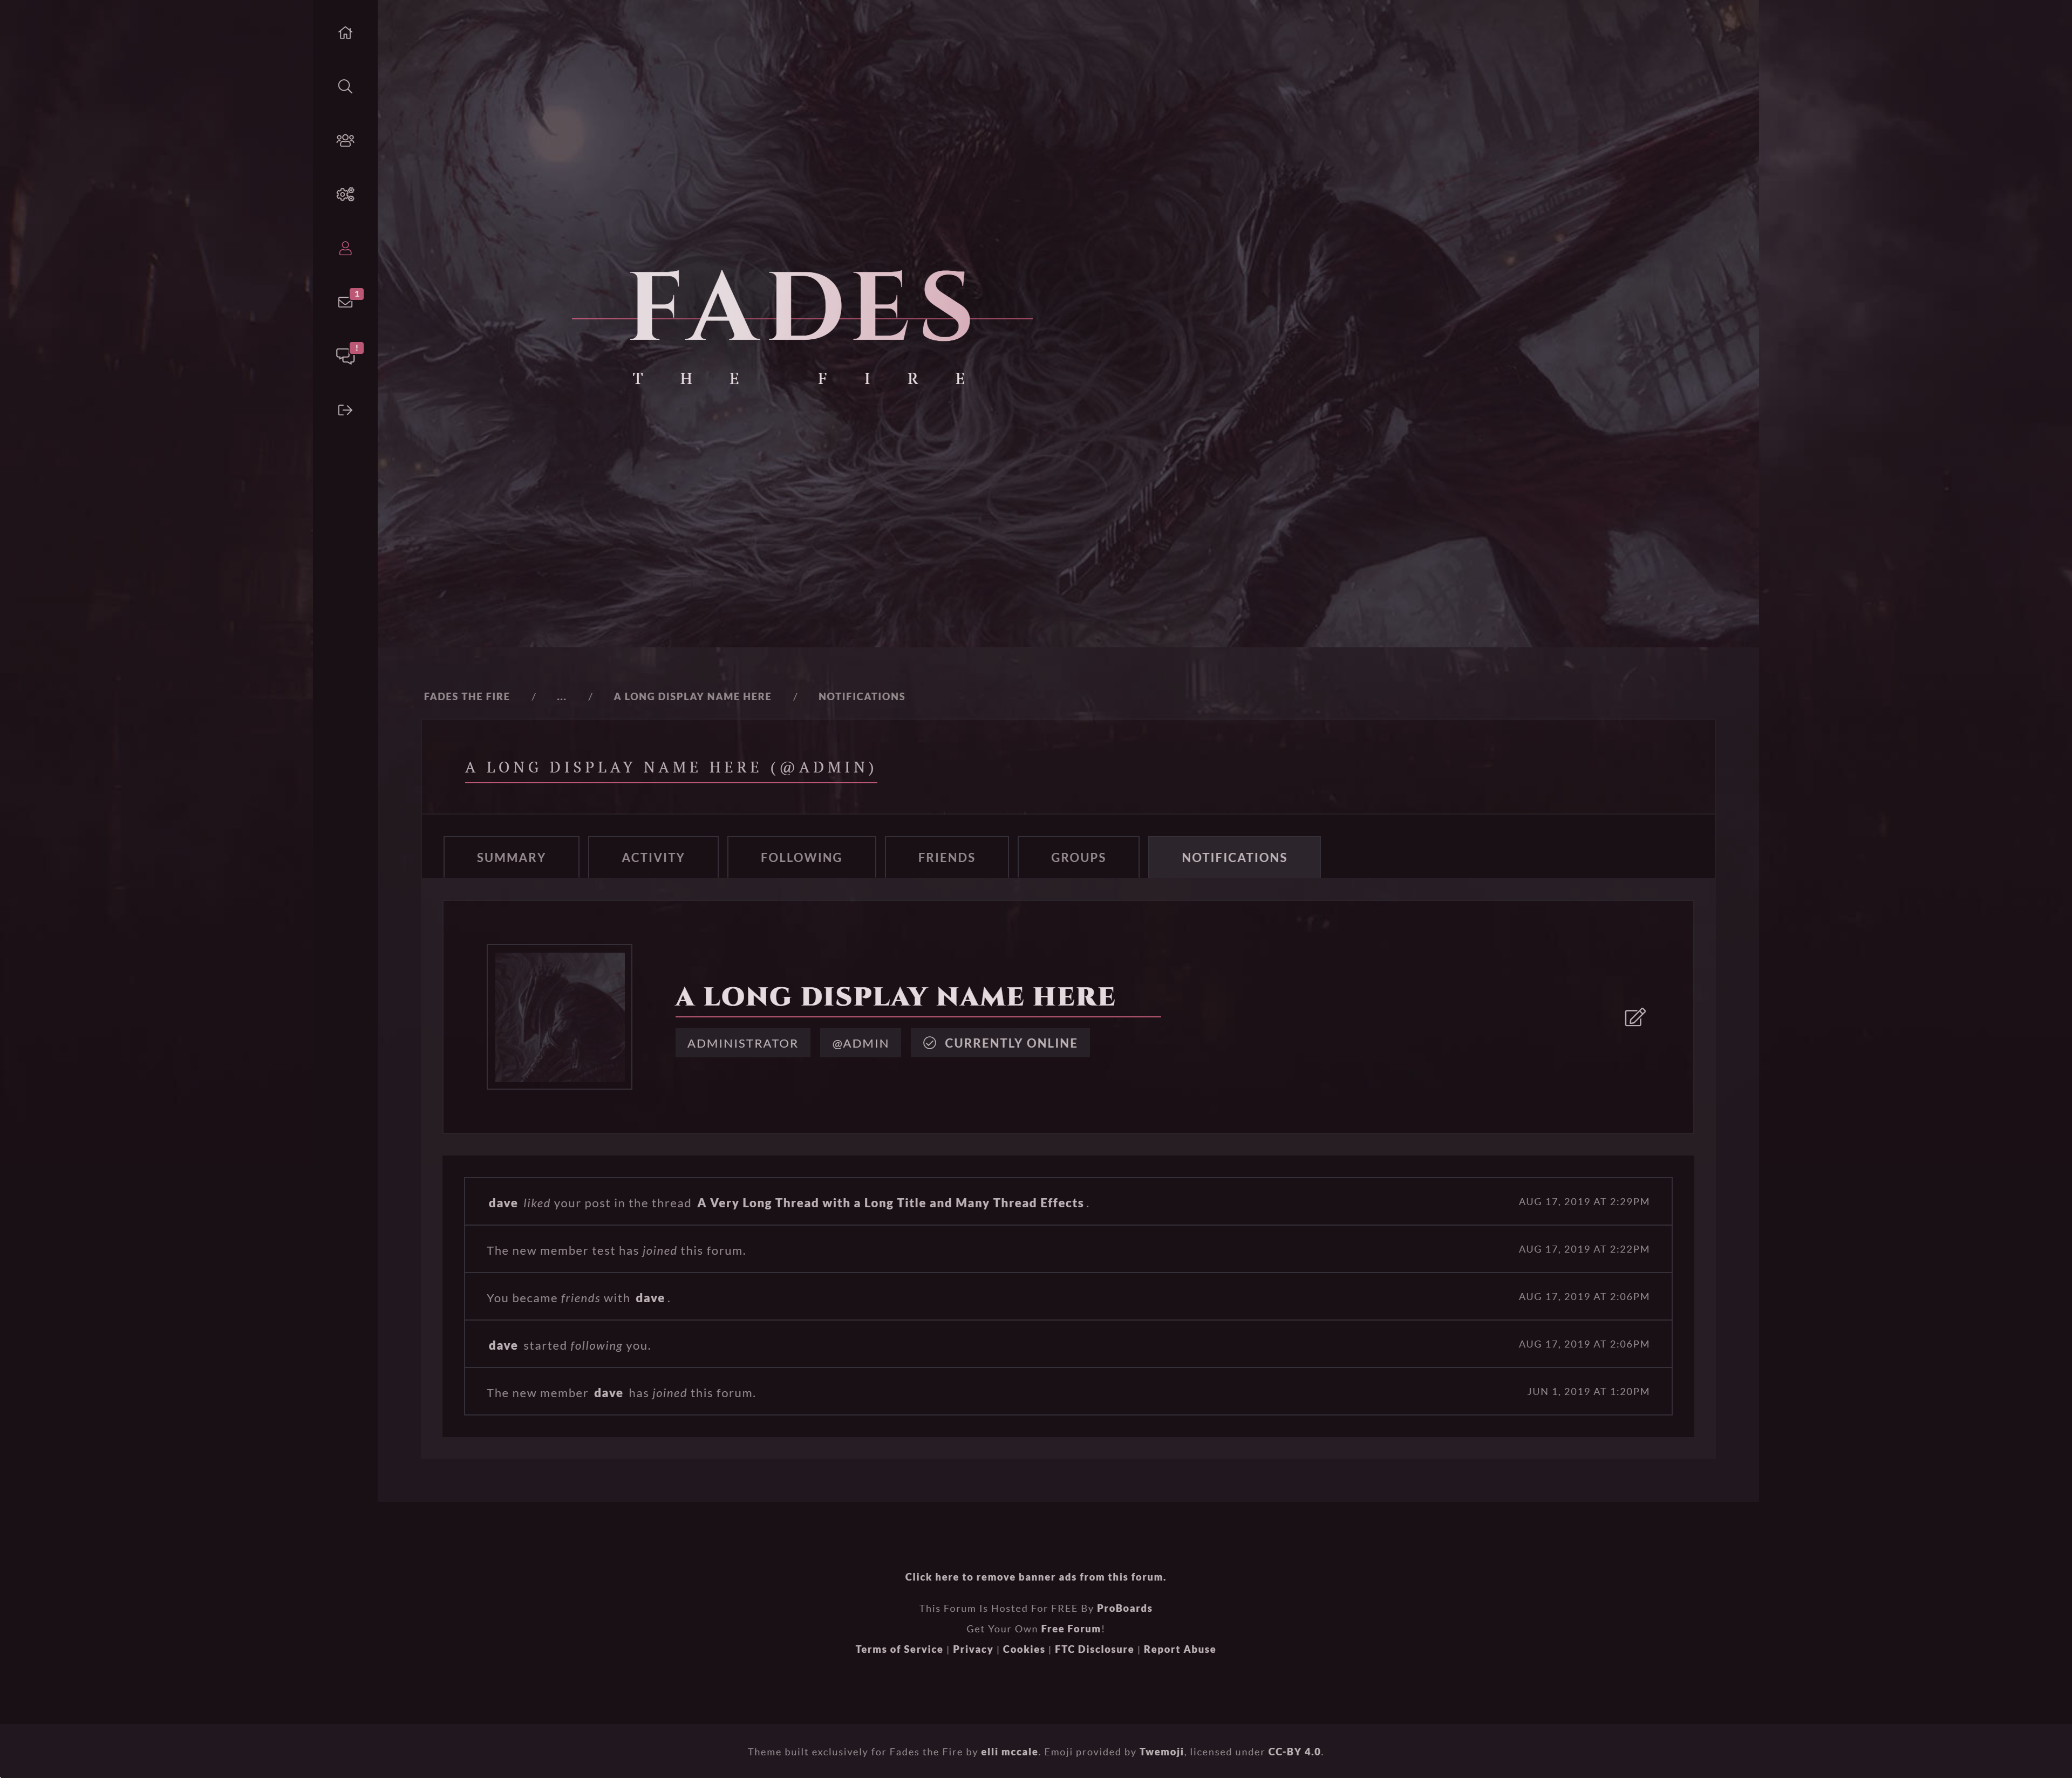 1
!
FADES
THE FIRE
FADES THE FIRE / ... / A LONG DISPLAY NAME HERE / NOTIFICATIONS
A LONG DISPLAY NAME HERE (@ADMIN)
SUMMARY ACTIVITY FOLLOWING FRIENDS GROUPS NOTIFICATIONS
A LONG DISPLAY NAME HERE
ADMINISTRATOR @ADMIN CURRENTLY ONLINE
dave liked your post in the thread A Very Long Thread with a Long Title and Many Thread Effects. AUG 17, 2019 AT 2:29PM
The new member test has joined this forum. AUG 17, 2019 AT 2:22PM
You became friends with dave. AUG 17, 2019 AT 2:06PM
dave started following you. AUG 17, 2019 AT 2:06PM
The new member dave has joined this forum. JUN 1, 2019 AT 1:20PM
Click here to remove banner ads from this forum.
This Forum Is Hosted For FREE By ProBoards
Get Your Own Free Forum!
Terms of Service | Privacy | Cookies | FTC Disclosure | Report Abuse
Theme built exclusively for Fades the Fire by elli mccale. Emoji provided by Twemoji, licensed under CC-BY 4.0.